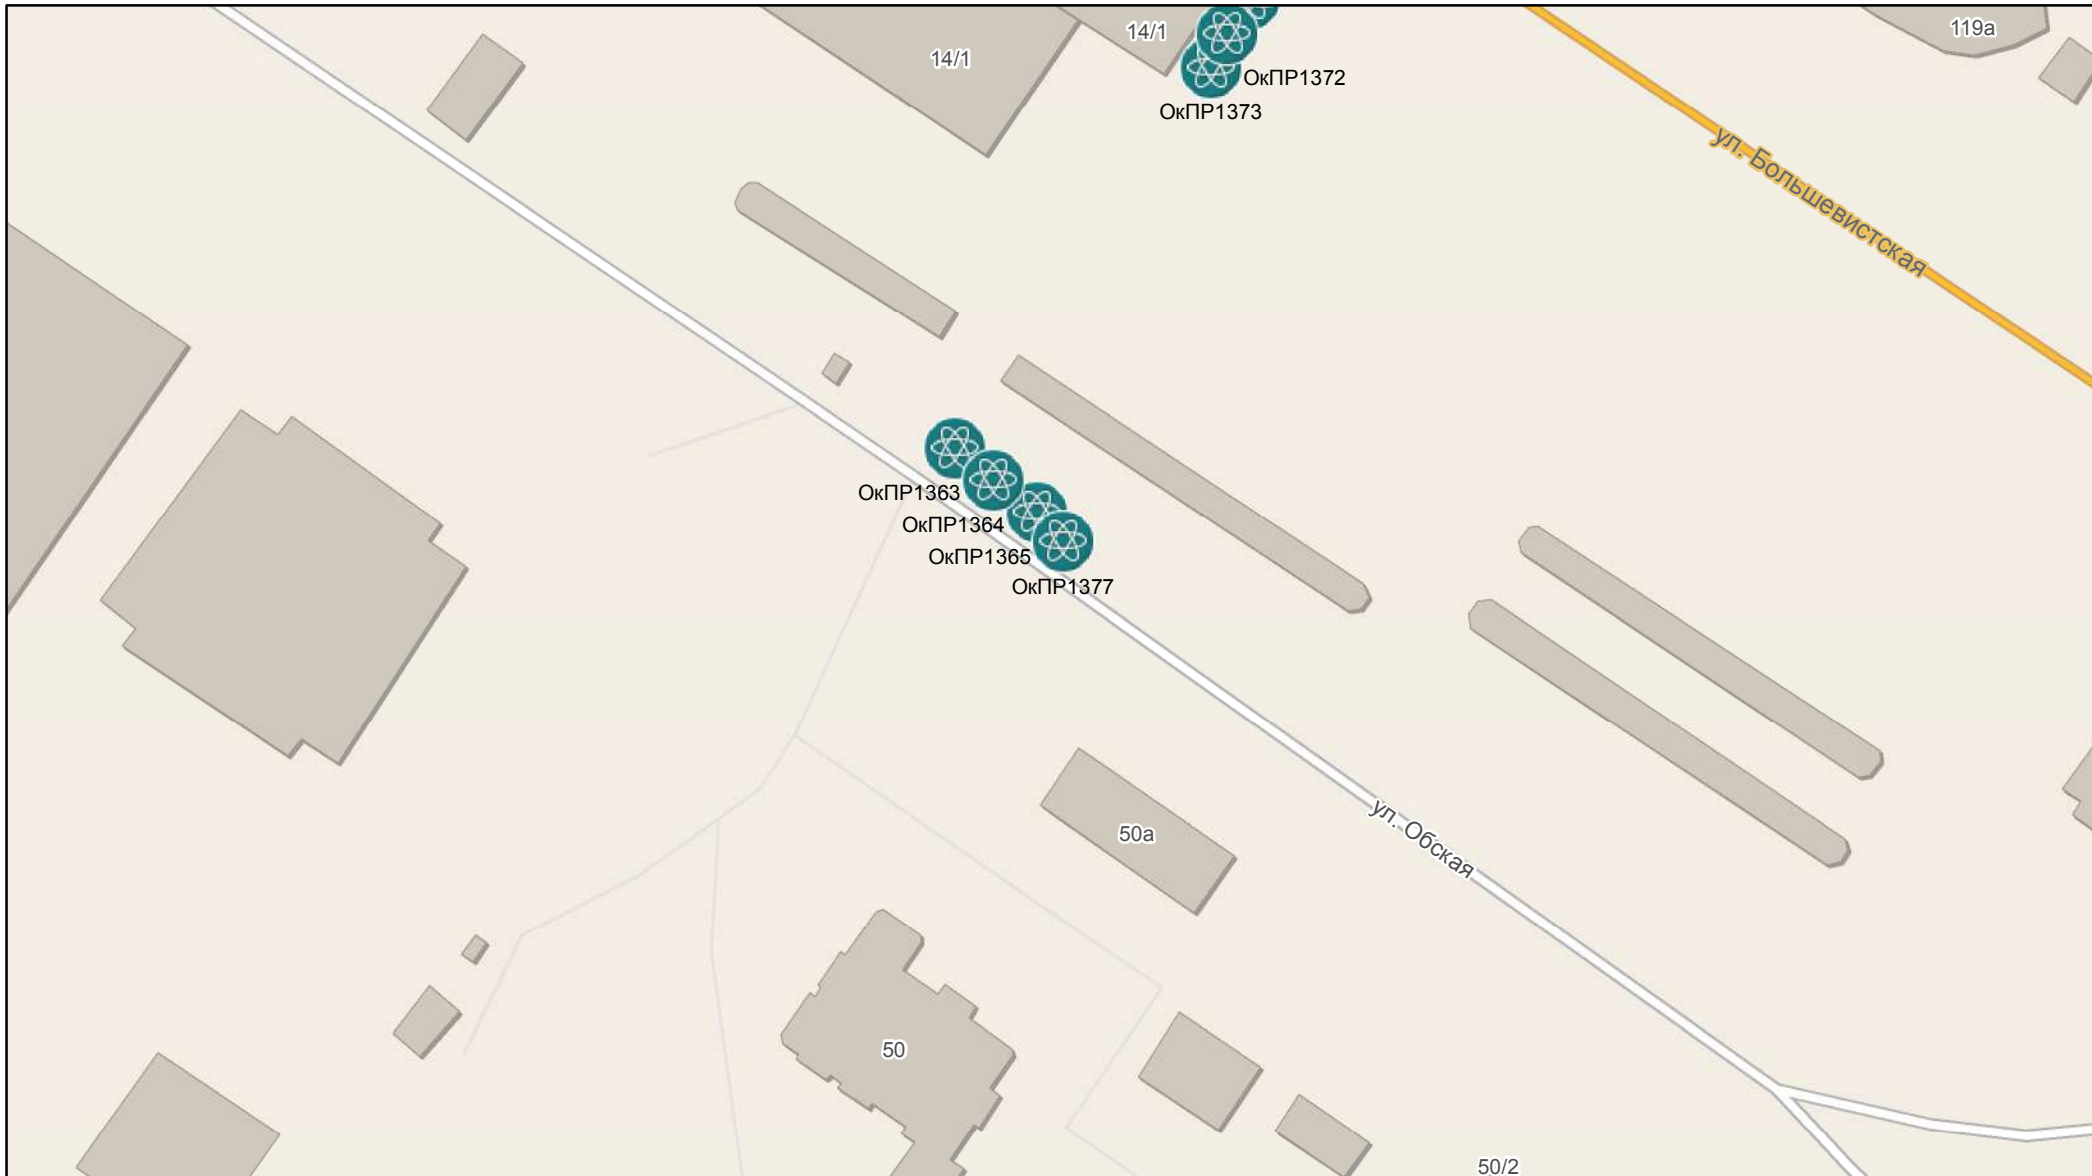 14/1
14/1
119а
ОкПР1372
ОкПР1373
ул. Большевистская
ОкПР1363
ОкПР1364
ОкПР1365
ОкПР1377
50а
ул. Обская
50
50/2